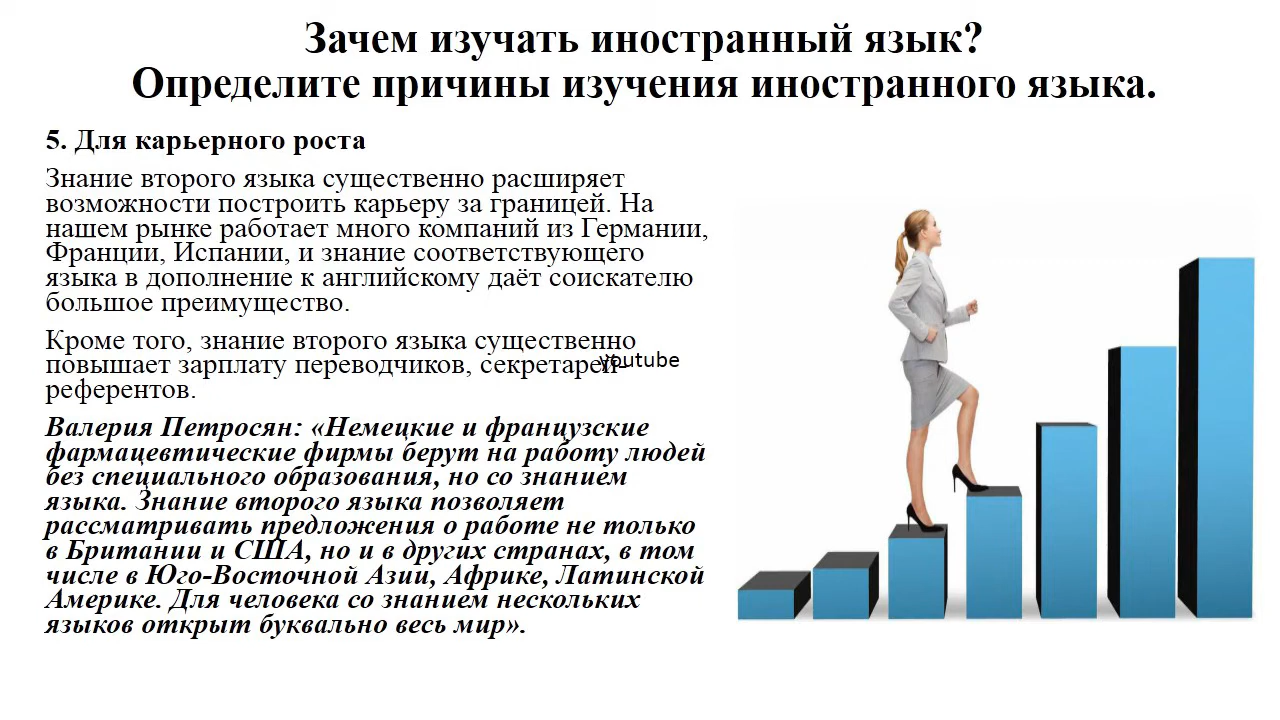 Зачем изучать иностранный язык?
Определите причины изучения иностранного языка.
5. Для карьерного роста
Знание второго языка существенно расширяет
возможности построить карьеру за границей. На
нашем рынке работает много компаний из Германии,
Франции, Испании, и знание соответствующего
языка в дополнение к английскому даёт соискателю
большое преимущество.
Кроме того, знание второго языка существенно
повышает зарплату переводчиков, секретарей-
youtube
референтов.
Валерия Петросян: «Немецкие и французские
фармацевтические фирмы берут на работу людей
без специального образования, но со знанием
языка. Знание второго языка позволяет
рассматривать предложения о работе не только
в Британии и США, но и в других странах, в том
числе в Юго-Восточной Азии, Африке, Латинской
Америке. Для человека со знанием нескольких
языков открыт буквально весь мир».